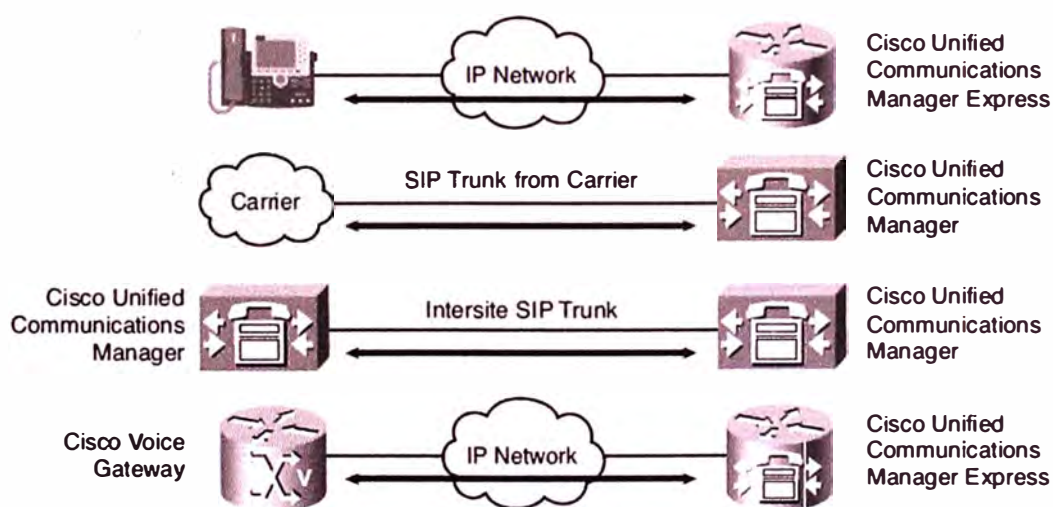 IP Network
Cisco Unified
Communications
Manager Express
Carrier
SIP Trunk from Carrier
Cisco Unified
Communications
Manager
Cisco Unified
Communications
Manager
Intersite SIP Trunk
Cisco Unified
Communications
Manager
Cisco Voice
Gateway
V
IP Network
Cisco Unified
Communications
Manager Express